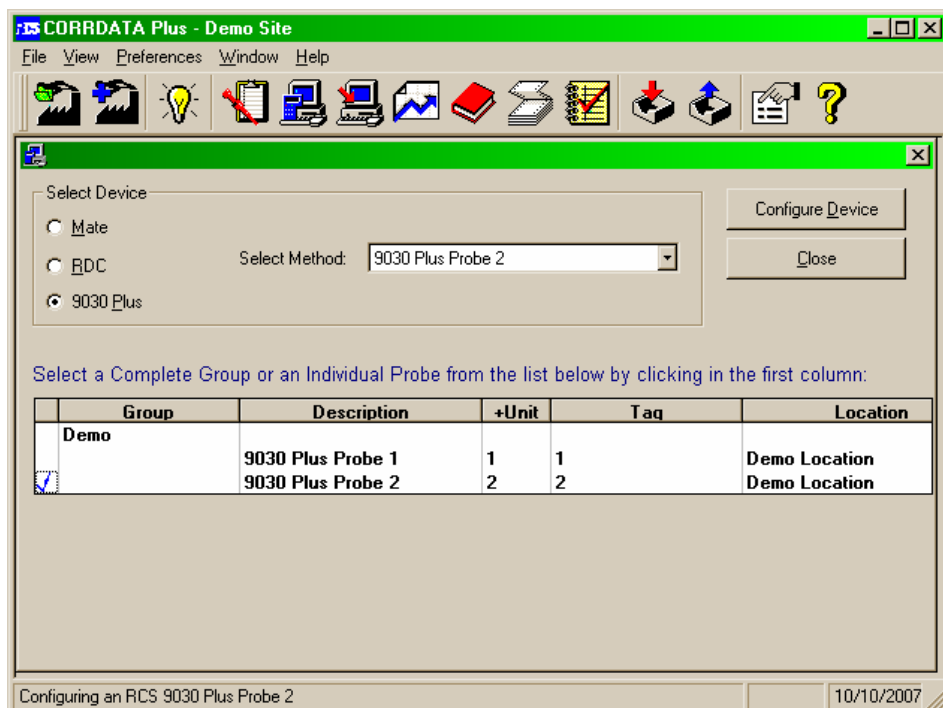 CORRDATA Plus - Demo Site
File View Preferences Window Help
Select Device
Mate
RDC
9030 Plus
Select Method: 9030 Plus Probe 2
Configure Device
Close
Select a Complete Group or an Individual Probe from the list below by clicking in the first column:
Group Description +Unit Tag Location
Demo
9030 Plus Probe 1 1 1 Demo Location
9030 Plus Probe 2 2 2 Demo Location
Configuring an RCS 9030 Plus Probe 2 10/10/2007